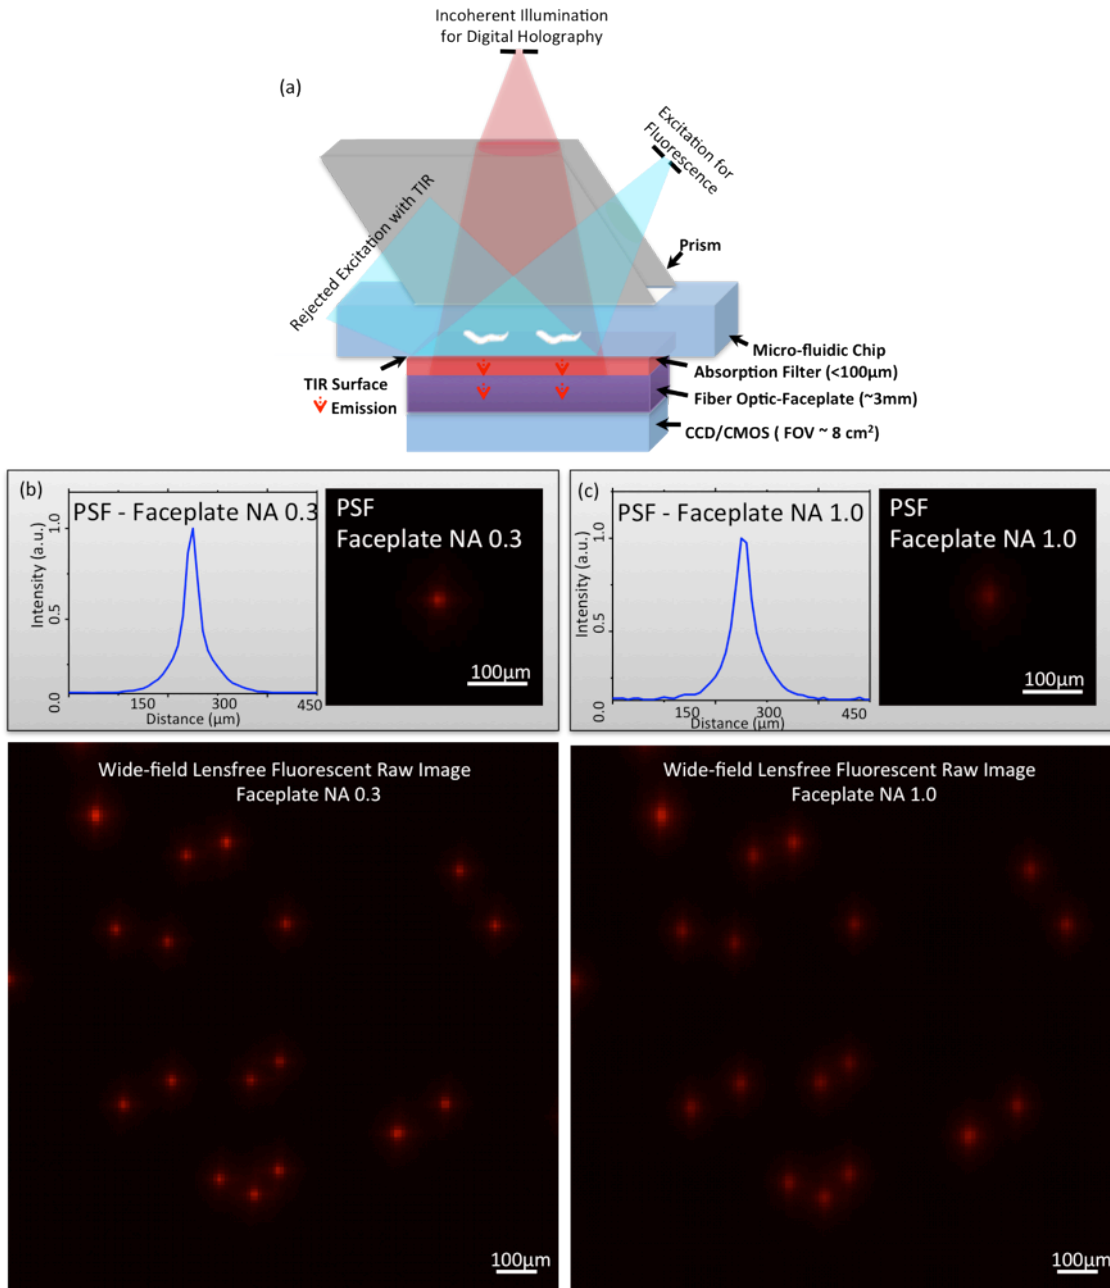 Incoherent Illumination
for Digital Holography
(a)
Excitation for
Fluorescence
Rejected Excitation with TIR
Prism
Micro-fluidic Chip
Absorption Filter (<100µm)
TIR Surface
Fiber Optic-Faceplate (~3mm)
Emission
CCD/CMOS ( FOV ~ 8 cm²)
(b)
PSF - Faceplate NA 0.3
Intensity (a.u.)
1.0
0.5
0.0
150
300
450
Distance (µm)
PSF
Faceplate NA 0.3
100µm
(c)
PSF - Faceplate NA 1.0
Intensity (a.u.)
1.0
0.5
0.0
150
300
450
Distance (µm)
PSF
Faceplate NA 1.0
100µm
Wide-field Lensfree Fluorescent Raw Image
Faceplate NA 0.3
100µm
Wide-field Lensfree Fluorescent Raw Image
Faceplate NA 1.0
100µm